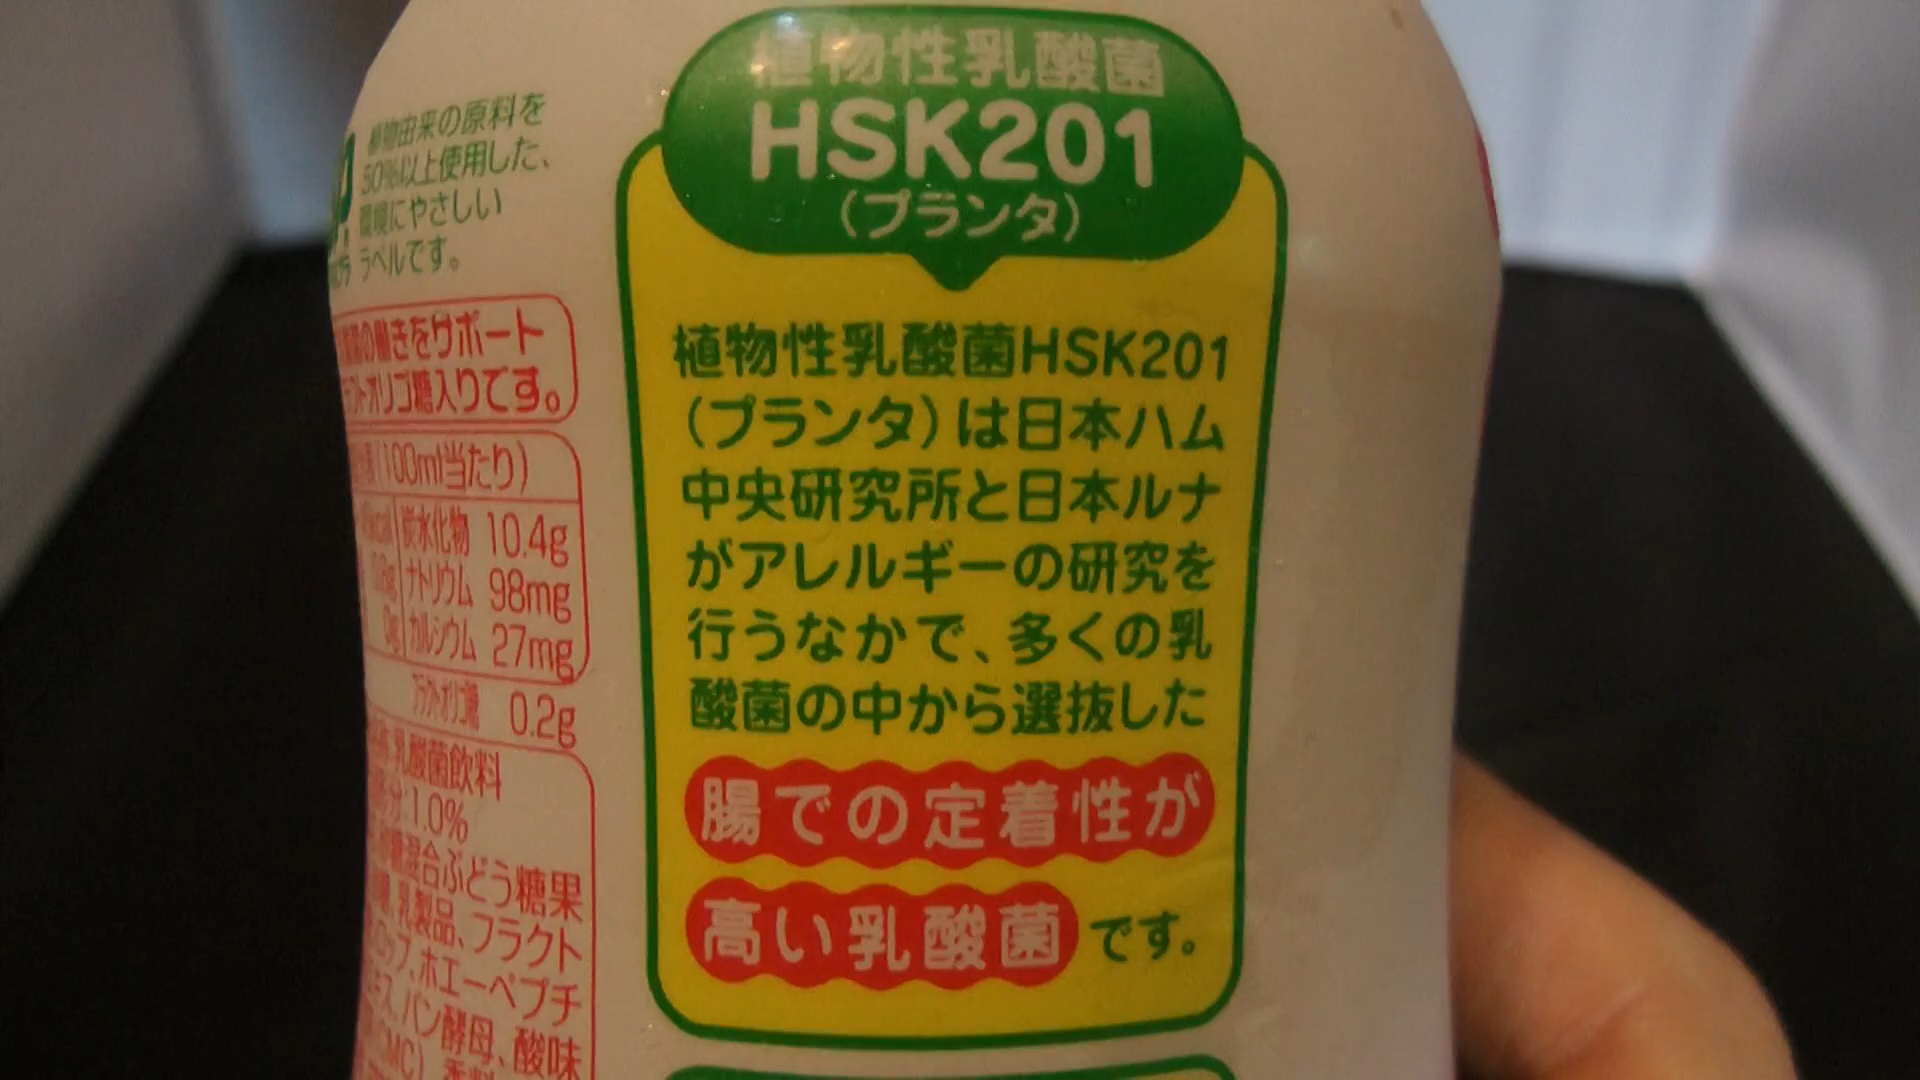 植物由来の原料を
50%以上使用した、
環境にやさしい
ラベルです。
の働きをサポート
オリゴ糖入りです。
(100ml当たり)
炭水化物 10.4g
ナトリウム 98mg
0g カルシウム 27mg
フラクトオリゴ糖 0.2g
乳酸菌飲料
1.0%
混合ぶどう糖果
乳製品、フラクト
ホエーペプチ
パン酵母、酸味
植物性乳酸菌
HSK201
(プランタ)
植物性乳酸菌HSK201
(プランタ)は日本ハム
中央研究所と日本ルナ
がアレルギーの研究を
行うなかで、多くの乳
酸菌の中から選抜した
腸での定着性が
高い乳酸菌です。